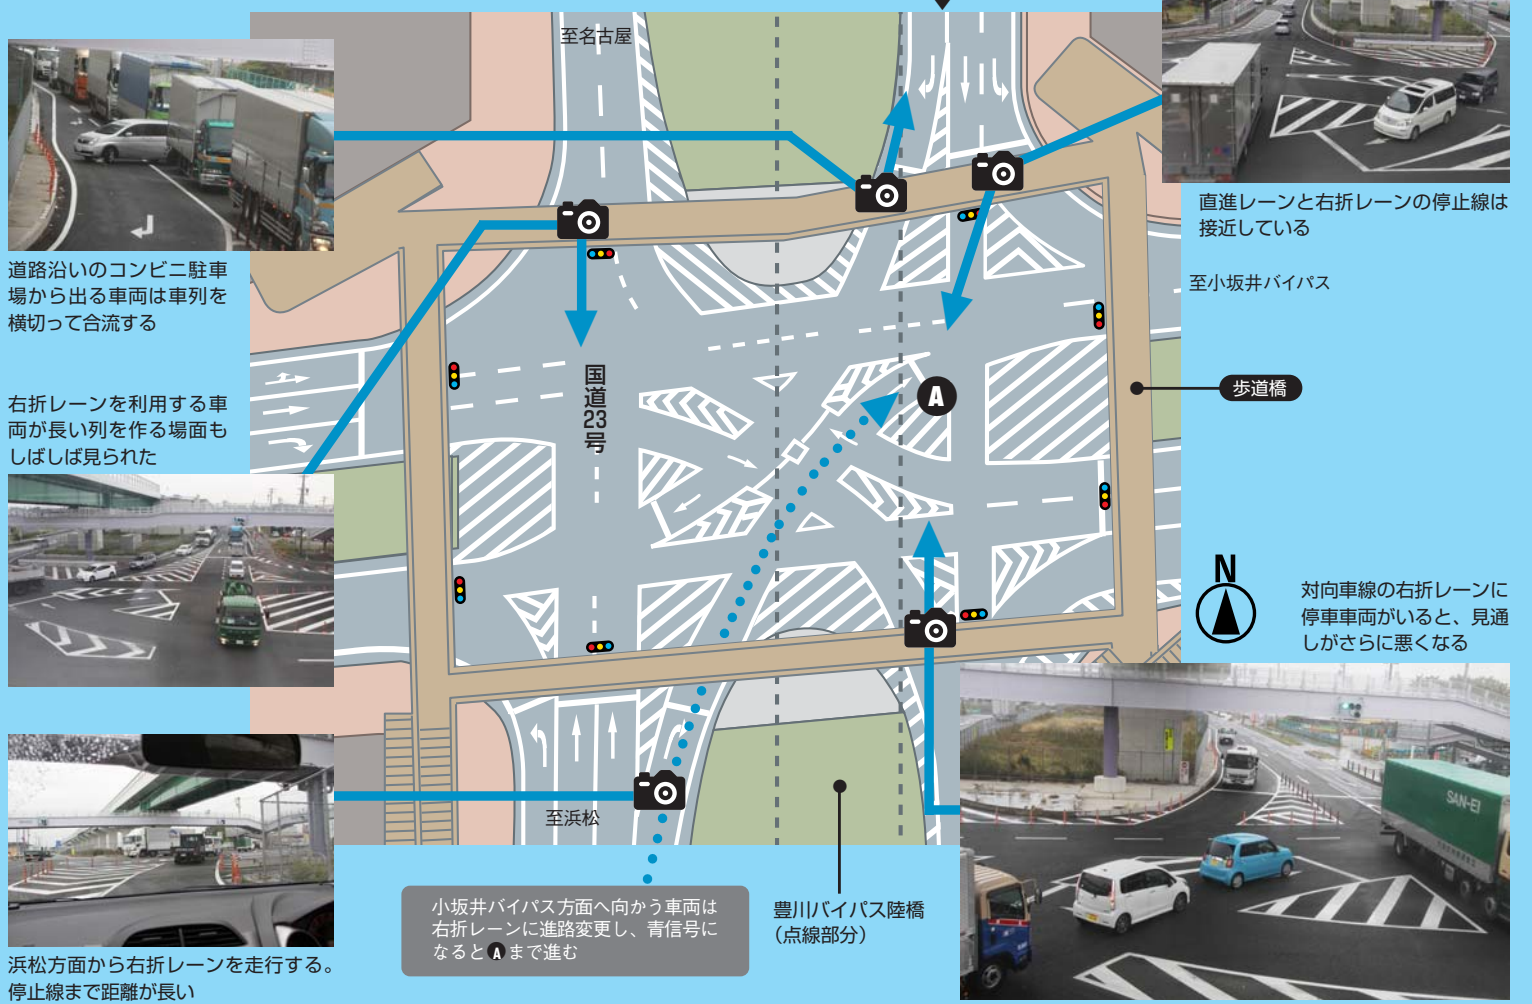 至名古屋
道路沿いのコンビニ駐車
場から出る車両は車列を
横切って合流する
直進レーンと右折レーンの停止線は
接近している
至小坂井バイパス
右折レーンを利用する車
両が長い列を作る場面も
しばしば見られた
国道23号
A
歩道橋
N
対向車線の右折レーンに
停車車両がいると、見通
しがさらに悪くなる
SAN-EI
至浜松
小坂井バイパス方面へ向かう車両は
右折レーンに進路変更し、青信号に
なるとAまで進む
豊川バイパス陸橋
（点線部分）
浜松方面から右折レーンを走行する。
停止線まで距離が長い